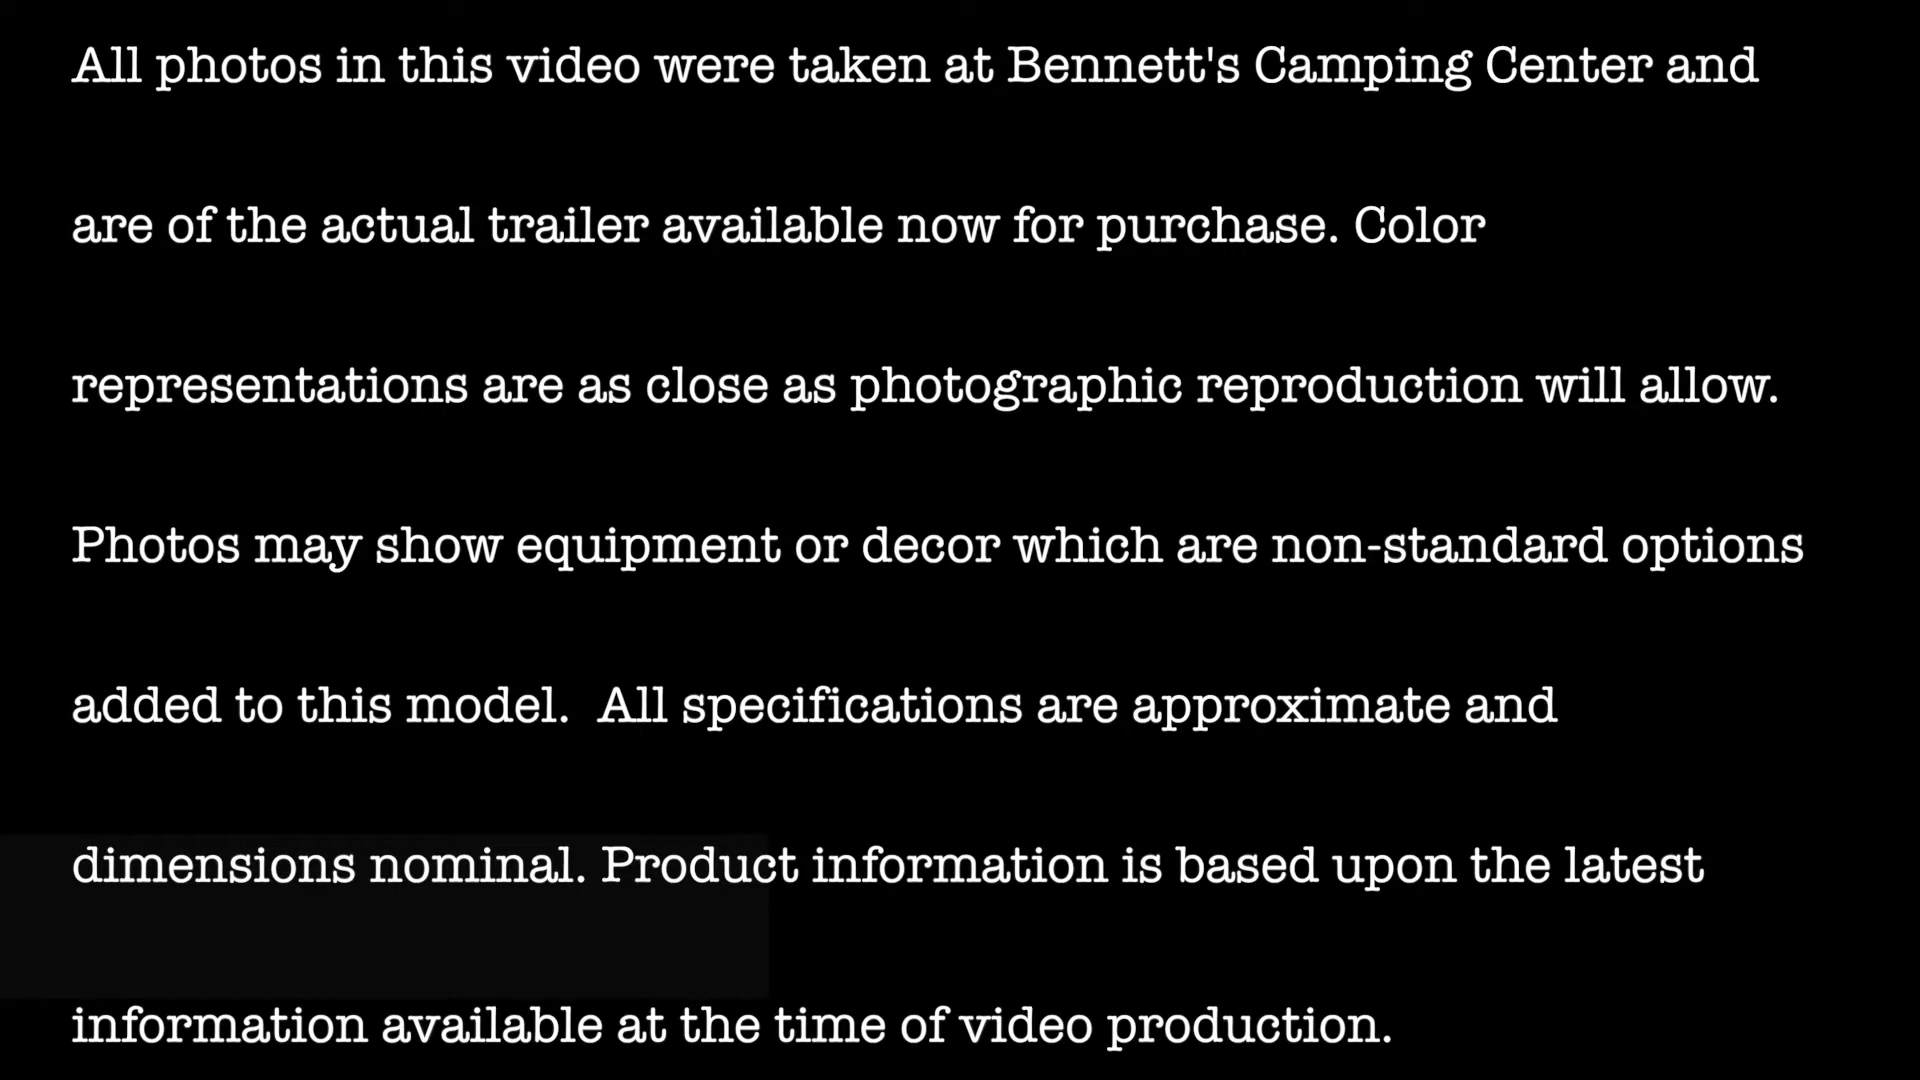 All photos in this video were taken at Bennett's Camping Center and
are of the actual trailer available now for purchase. Color
representations are as close as photographic reproduction will allow.
Photos may show equipment or decor which are non-standard options
added to this model.  All specifications are approximate and
dimensions nominal. Product information is based upon the latest
information available at the time of video production.